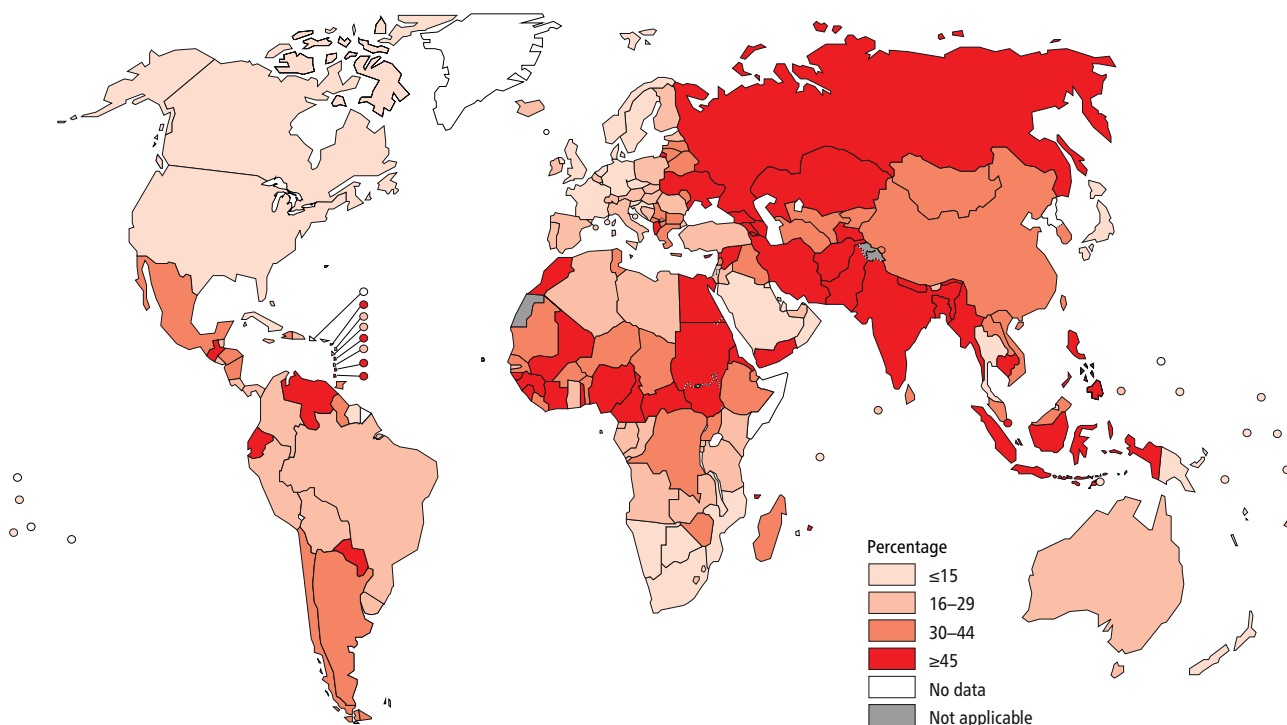 Percentage
≤15
16–29
30–44
≥45
No data
Not applicable